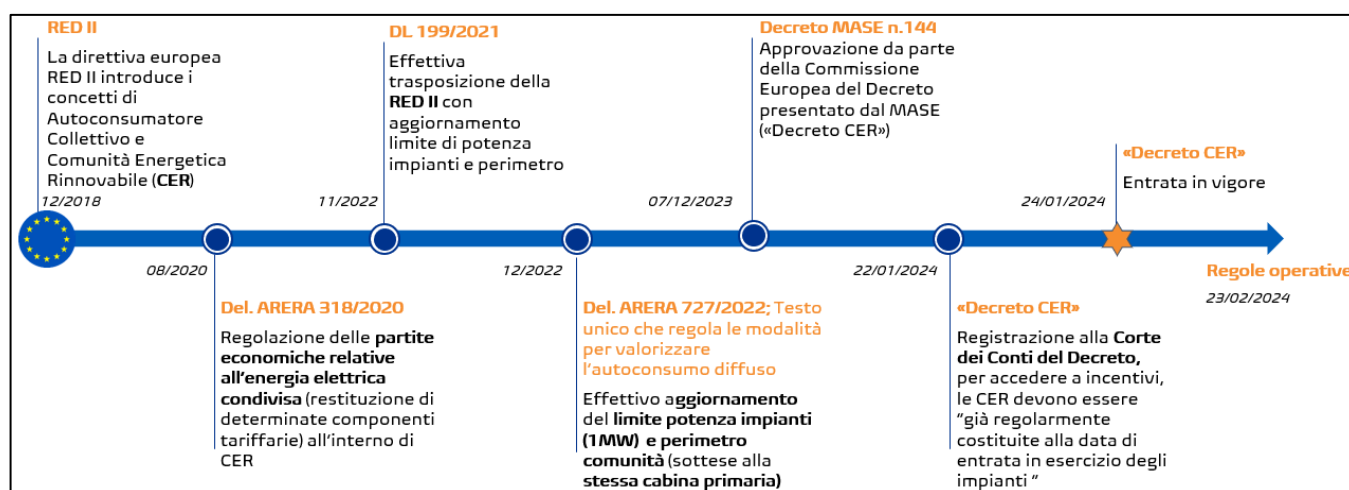 RED II
La direttiva europea
RED II introduce i
concetti di
Autoconsumatore
Collettivo e
Comunità Energetica
Rinnovabile (CER)
12/2018
DL 199/2021
Effettiva
trasposizione della
RED II con
aggiornamento
limite di potenza
impianti e perimetro
11/2022
Decreto MASE n.144
Approvazione da parte
della Commissione
Europea del Decreto
presentato dal MASE
(«Decreto CER»)
07/12/2023
«Decreto CER»
Entrata in vigore
24/01/2024
08/2020
Del. ARERA 318/2020
Regolazione delle partite
economiche relative
all'energia elettrica
condivisa (restituzione di
determinate componenti
tariffarie) all'interno di
CER
12/2022
Del. ARERA 727/2022; Testo
unico che regola le modalità
per valorizzare
l'autoconsumo diffuso
Effettivo aggiornamento
del limite potenza impianti
(1MW) e perimetro
comunità (sottese alla
stessa cabina primaria)
22/01/2024
«Decreto CER»
Registrazione alla Corte
dei Conti del Decreto,
per accedere a incentivi,
le CER devono essere
"già regolarmente
costituite alla data di
entrata in esercizio degli
impianti "
Regole operative
23/02/2024